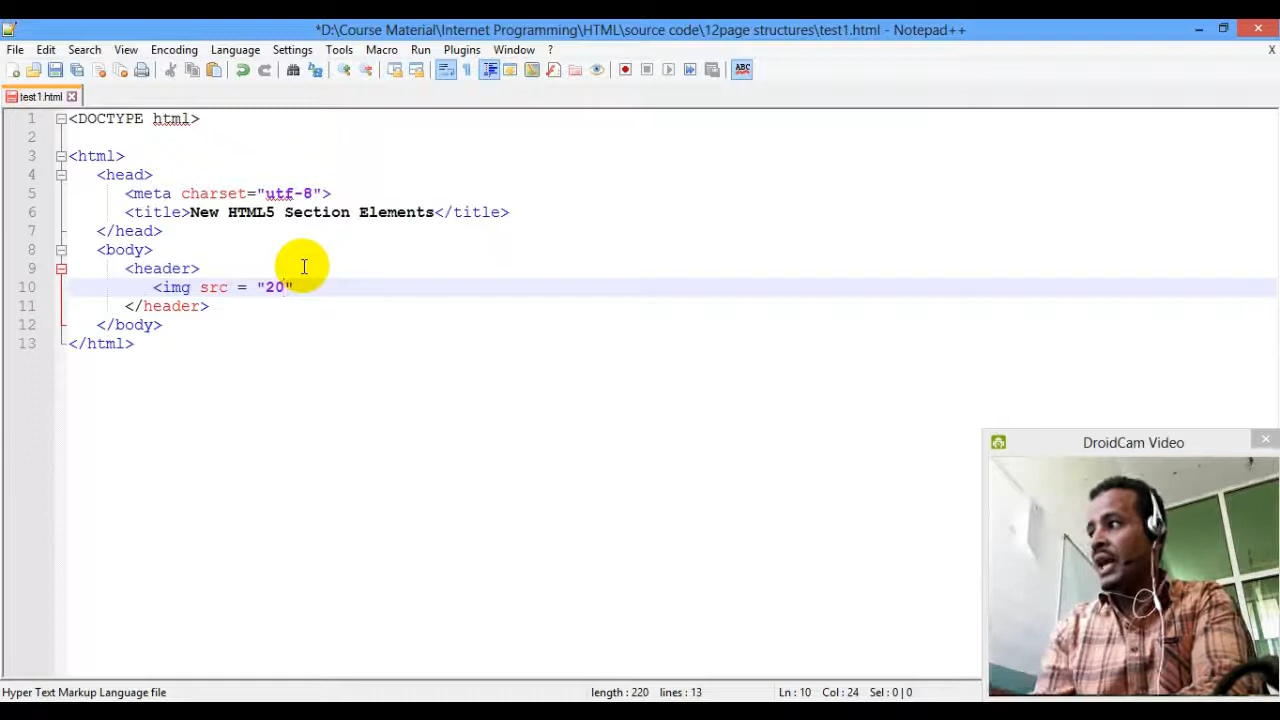 *D:\Course Material\Internet Programming\HTML\source code\12page structures\test1.html - Notepad++
File Edit Search View Encoding Language Settings Tools Macro Run Plugins Window ? X
ABC
test1.html
1 <DOCTYPE html>
2
3 <html>
4 <head>
5 <meta charset="utf-8">
6 <title>New HTML5 Section Elements</title>
7 </head>
8 <body>
9 <header>
10 <img src = "20"
11 </header>
12 </body>
13 </html>
DroidCam Video
Hyper Text Markup Language file length : 220 lines : 13 Ln : 10 Col : 24 Sel : 0 | 0